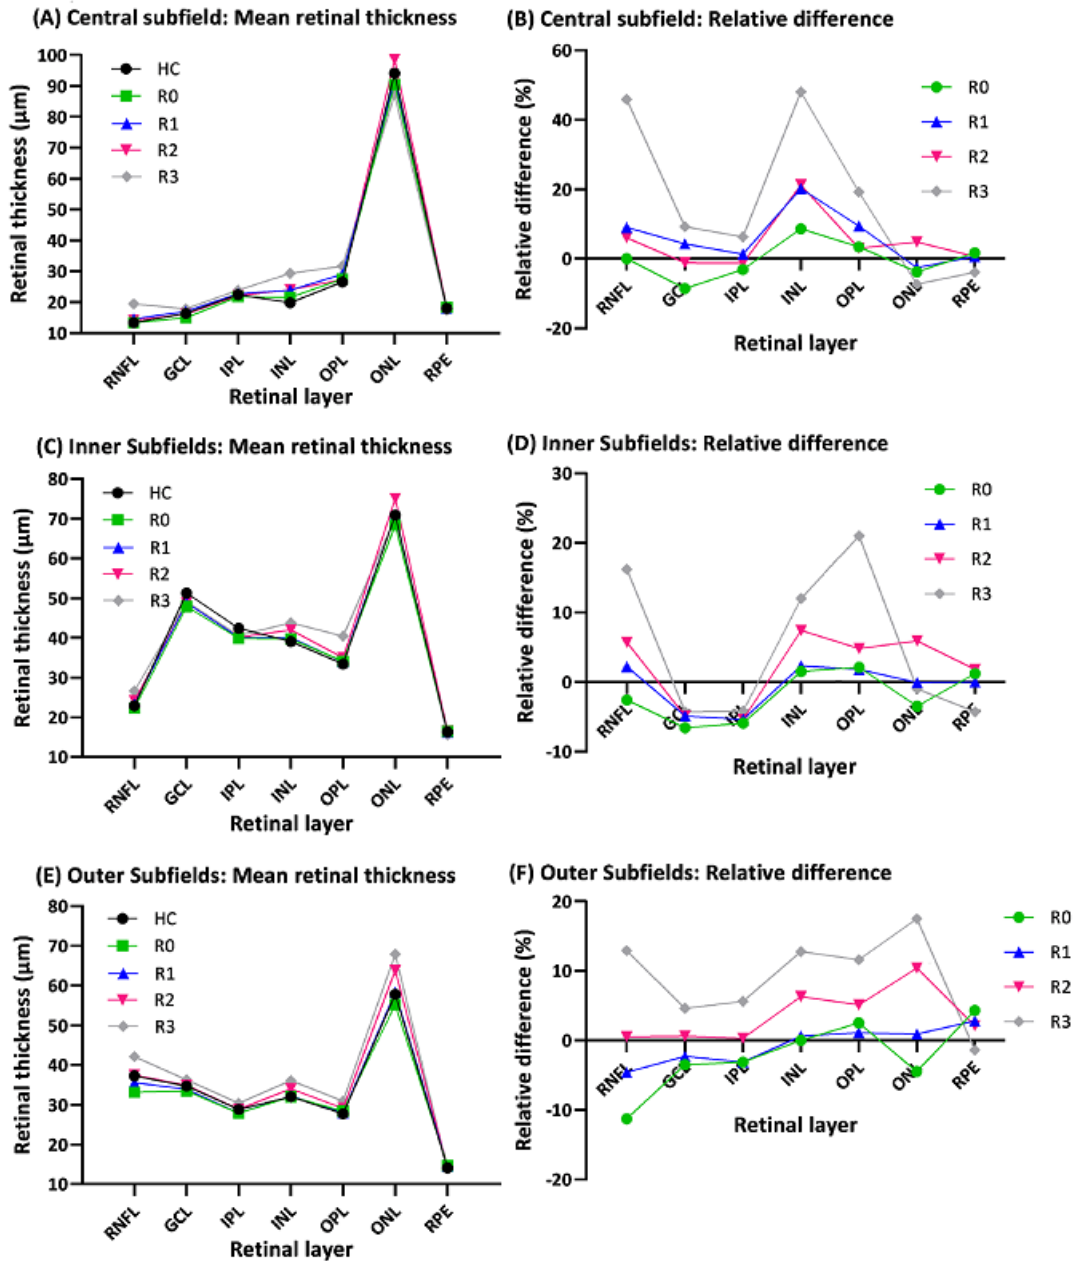 (A) Central subfield: Mean retinal thickness
Retinal thickness (µm)
100
90
80
70
60
50
40
30
20
10
HC
R0
R1
R2
R3
RNFL
GCL
IPL
INL
OPL
ONL
RPE
Retinal layer
(B) Central subfield: Relative difference
Relative difference (%)
60
40
20
0
-20
R0
R1
R2
R3
RNFL
GCL
IPL
INL
OPL
ONL
RPE
Retinal layer
(C) Inner Subfields: Mean retinal thickness
Retinal thickness (µm)
80
70
60
50
40
30
20
10
HC
R0
R1
R2
R3
RNFL
GCL
IPL
INL
OPL
ONL
RPE
Retinal layer
(D) Inner Subfields: Relative difference
Relative difference (%)
30
20
10
0
-10
R0
R1
R2
R3
RNFL
GCL
IPL
INL
OPL
ONL
RPE
Retinal layer
(E) Outer Subfields: Mean retinal thickness
Retinal thickness (µm)
80
70
60
50
40
30
20
10
HC
R0
R1
R2
R3
RNFL
GCL
IPL
INL
OPL
ONL
RPE
Retinal layer
(F) Outer Subfields: Relative difference
Relative difference (%)
20
10
0
-10
-20
R0
R1
R2
R3
RNFL
GCL
IPL
INL
OPL
ONL
RPE
Retinal layer